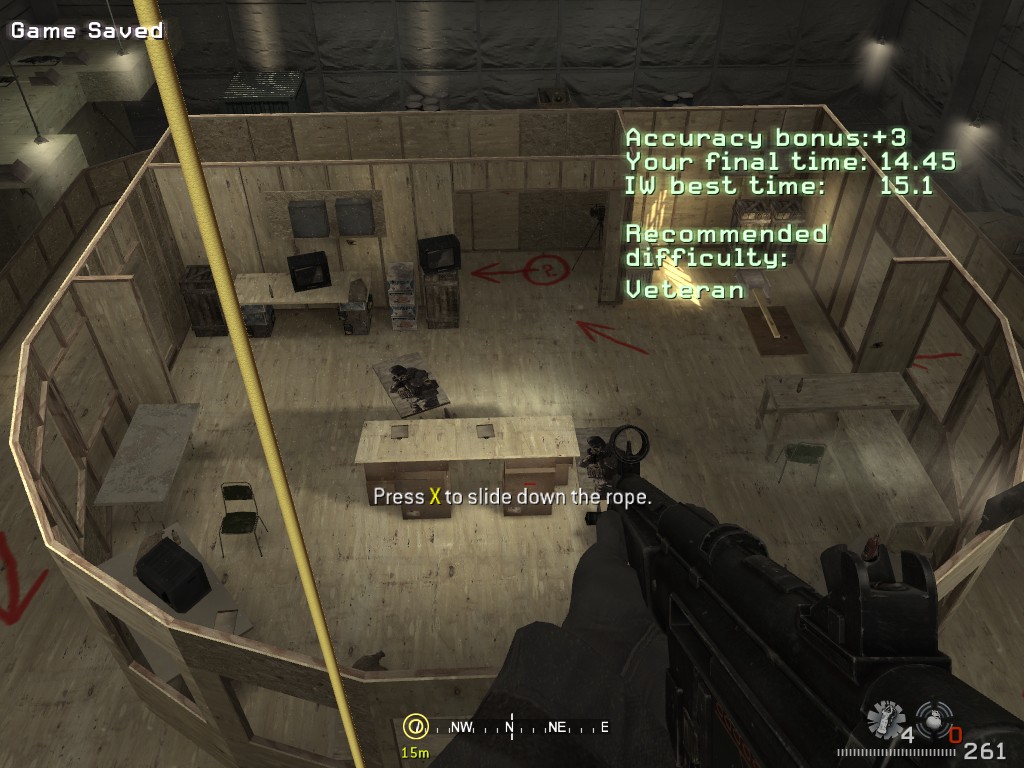 Game Saved
Accuracy bonus:+3
Your final time: 14.45
IW best time: 15.1
Recommended
difficulty:
Veteran
Press X to slide down the rope.
NW N NE E
15m
4 0
261